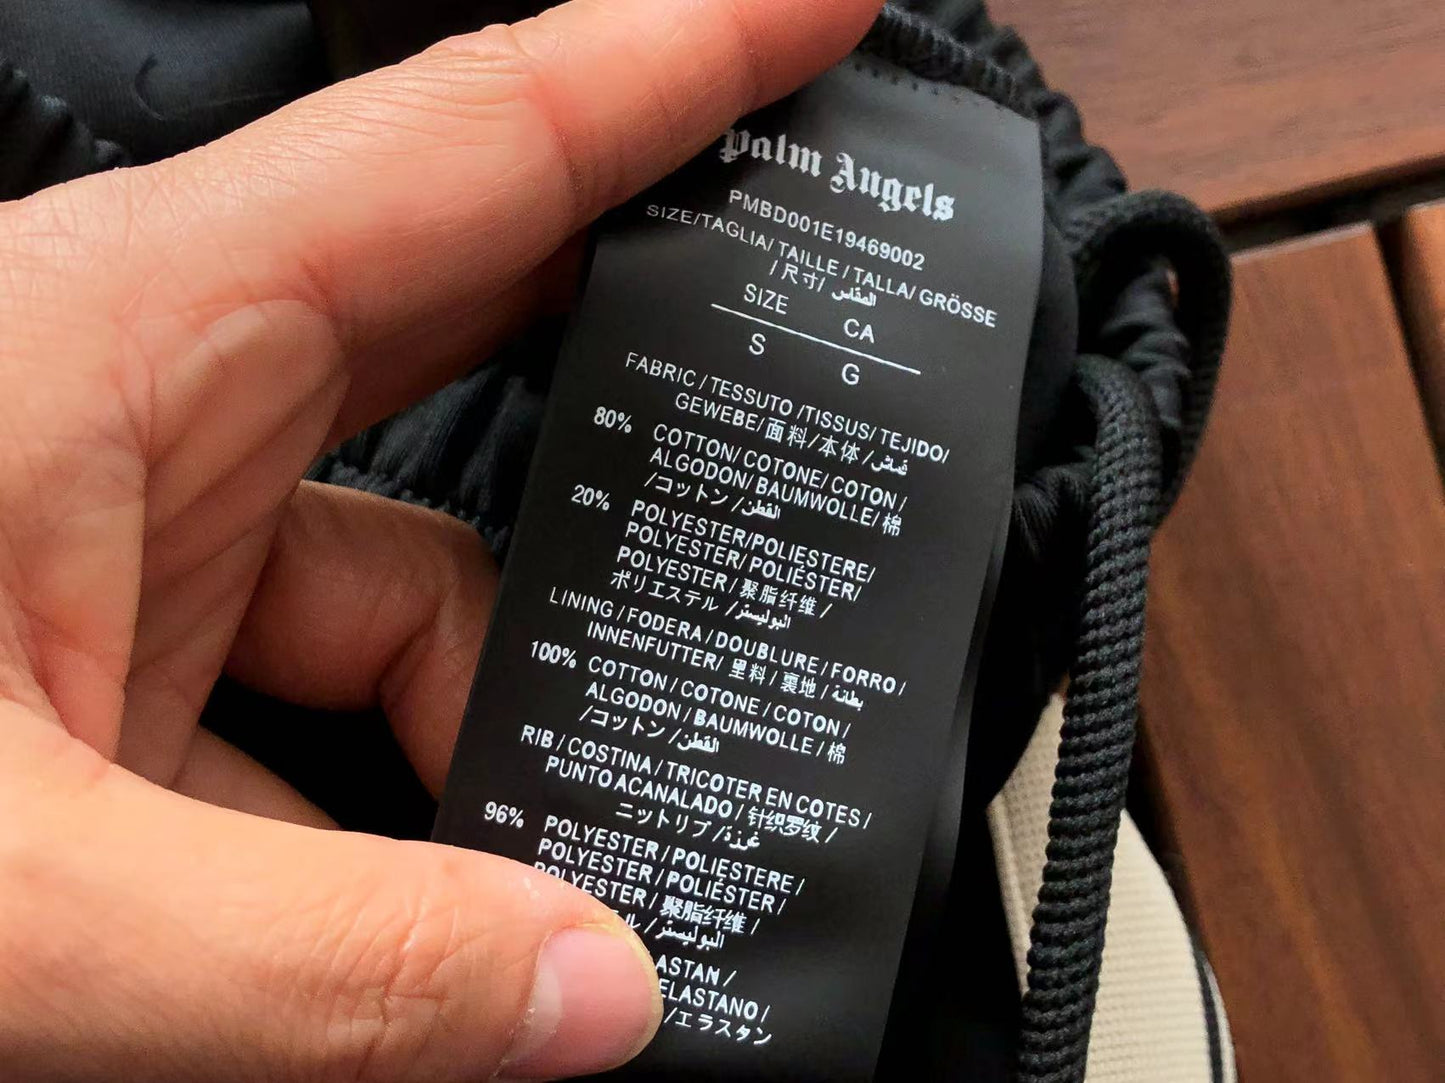 Palm Angels
PMBD001E19469002
SIZE/TAGLIA/TAILLE/TALLA/GRÖSSE
/尺寸/المقاس
SIZE CA
S G
FABRIC/TESSUTO/TISSUS/TEJIDO/
GEWEBE/面料/本体/قماش
80% COTTON/COTONE/COTON/
ALGODON/BAUMWOLLE/棉
/コットン/القطن
20% POLYESTER/POLIESTERE/
POLYESTER/POLIÉSTER/
POLYESTER/聚脂纤维/
ポリエステル/البوليستر
LINING/FODERA/DOUBLURE/FORRO/
INNENFUTTER/里料/裏地/بطانة
100% COTTON/COTONE/COTON/
ALGODON/BAUMWOLLE/棉
/コットン/القطن
RIB/COSTINA/TRICOTER EN COTES/
PUNTO ACANALADO/针织罗纹/
ニットリブ/غرزة
96% POLYESTER/POLIESTERE/
POLYESTER/POLIÉSTER/
POLYESTER/聚脂纤维/
ル/البوليستر
ASTAN/
ELASTANO/
/エラスタン